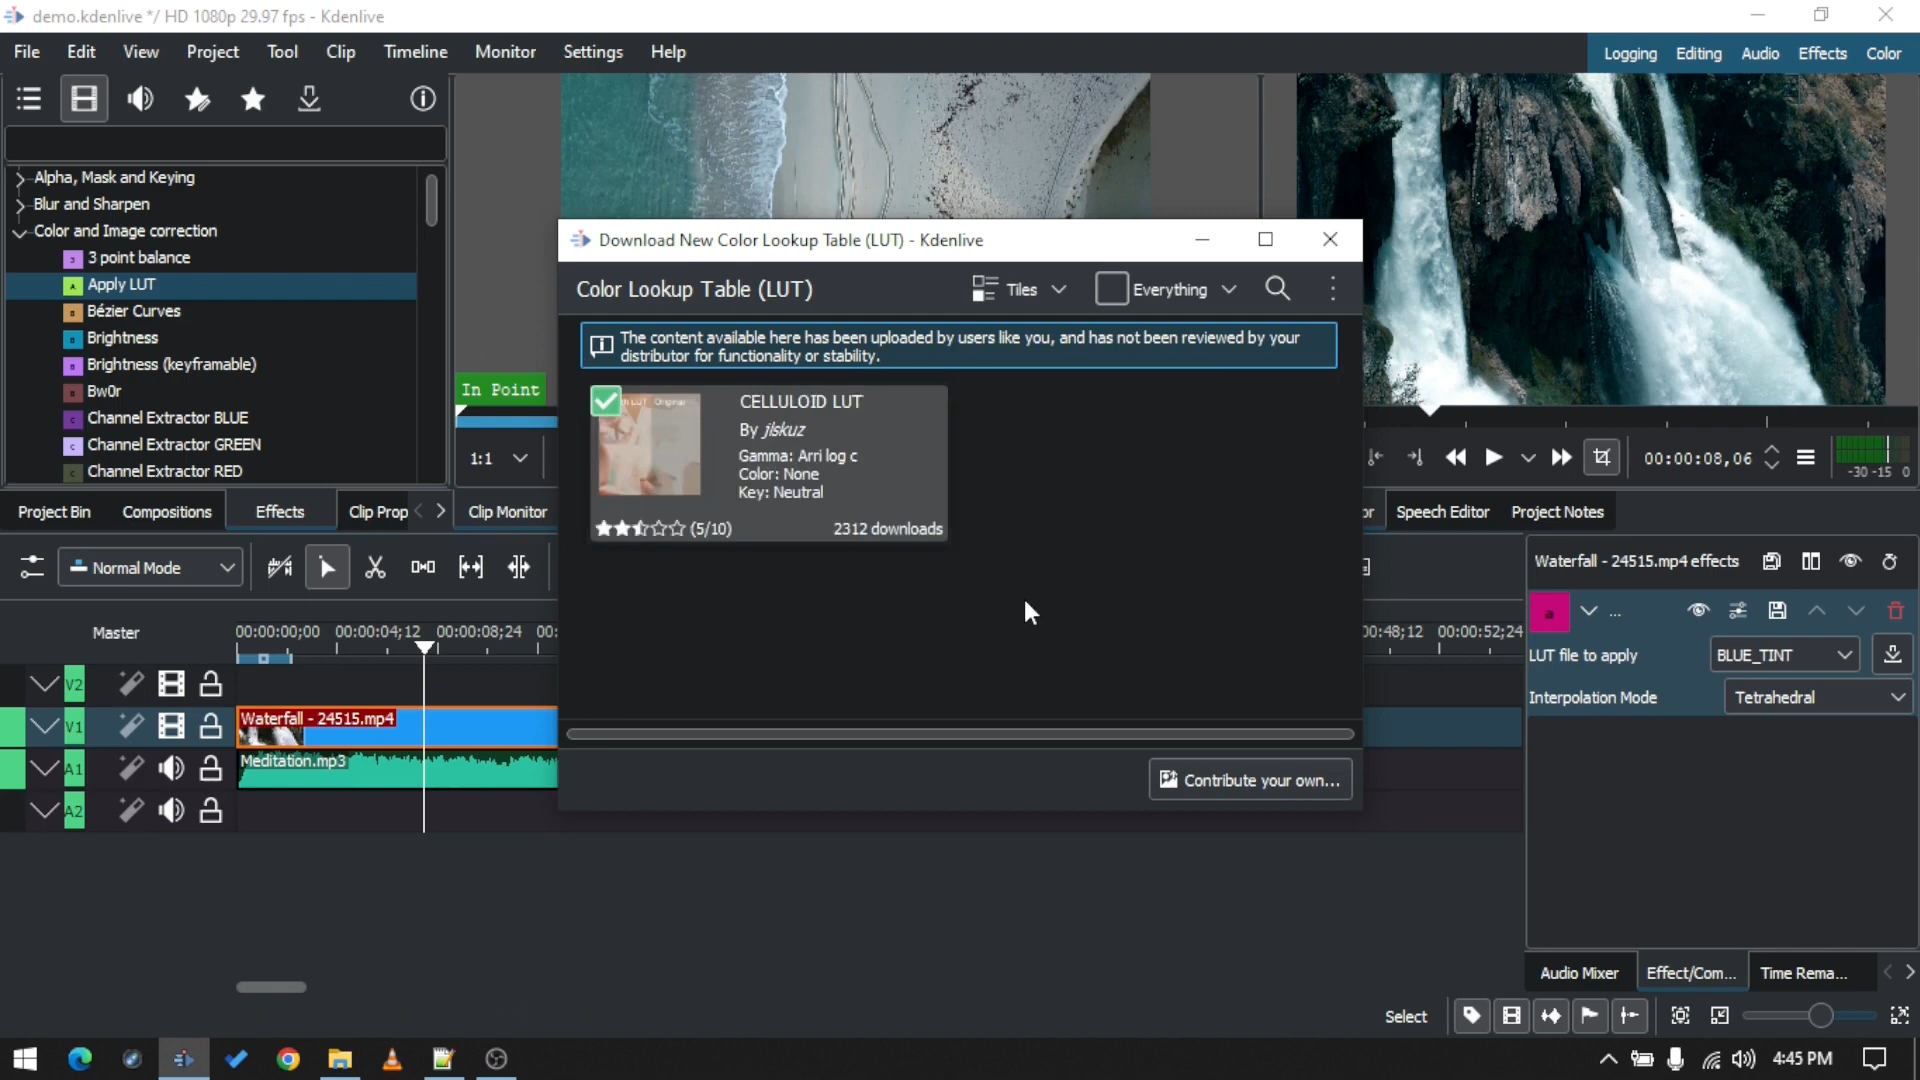 demo.kdenlive */ HD 1080p 29.97 fps - Kdenlive
File Edit View Project Tool Clip Timeline Monitor Settings Help
Logging Editing Audio Effects Color
Alpha, Mask and Keying
Blur and Sharpen
Color and Image correction
3 point balance
Apply LUT
Bézier Curves
Brightness
Brightness (keyframable)
Bw0r
Channel Extractor BLUE
Channel Extractor GREEN
Channel Extractor RED
Project Bin Compositions Effects Clip Prop
In Point
1:1
Clip Monitor
Download New Color Lookup Table (LUT) - Kdenlive
Color Lookup Table (LUT)
Tiles Everything
The content available here has been uploaded by users like you, and has not been reviewed by your
distributor for functionality or stability.
Original
CELLULOID LUT
By jlskuz
Gamma: Arri log c
Color: None
Key: Neutral
(5/10) 2312 downloads
Contribute your own...
00:00:08,06
-30 -15 0
or Speech Editor Project Notes
Normal Mode
Master
00:00:00;00 00:00:04;12 00:00:08;24 00:
00:48;12 00:00:52;24
V2
V1
A1
A2
Waterfall - 24515.mp4
Meditation.mp3
Waterfall - 24515.mp4 effects
...
LUT file to apply BLUE_TINT
Interpolation Mode Tetrahedral
Audio Mixer Effect/Com... Time Rema...
Select
4:45 PM